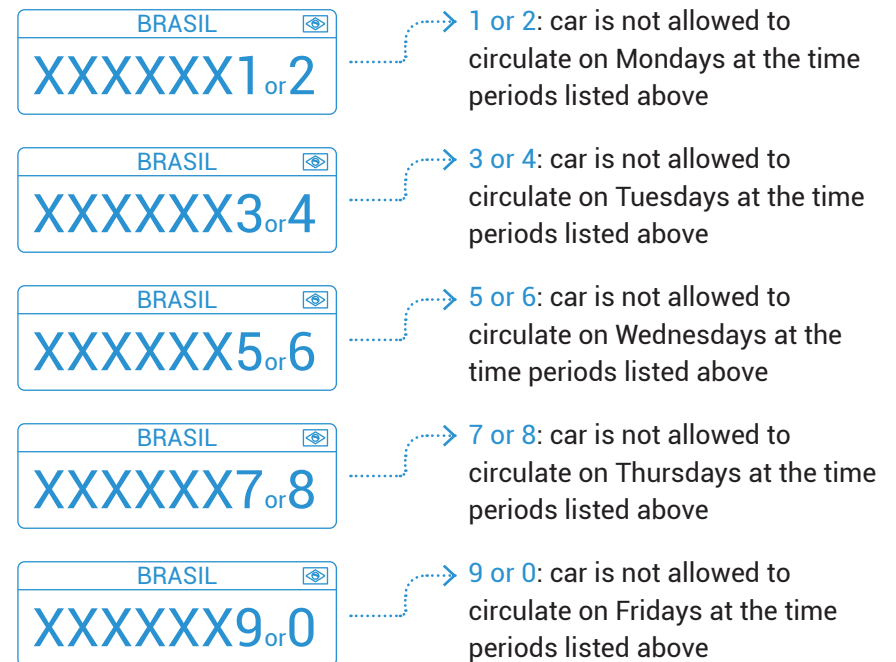 BRASIL
XXXXXX1or2
1 or 2: car is not allowed to
circulate on Mondays at the time
periods listed above
BRASIL
XXXXXX3or4
3 or 4: car is not allowed to
circulate on Tuesdays at the time
periods listed above
BRASIL
XXXXXX5or6
5 or 6: car is not allowed to
circulate on Wednesdays at the
time periods listed above
BRASIL
XXXXXX7or8
7 or 8: car is not allowed to
circulate on Thursdays at the time
periods listed above
BRASIL
XXXXXX9or0
9 or 0: car is not allowed to
circulate on Fridays at the time
periods listed above